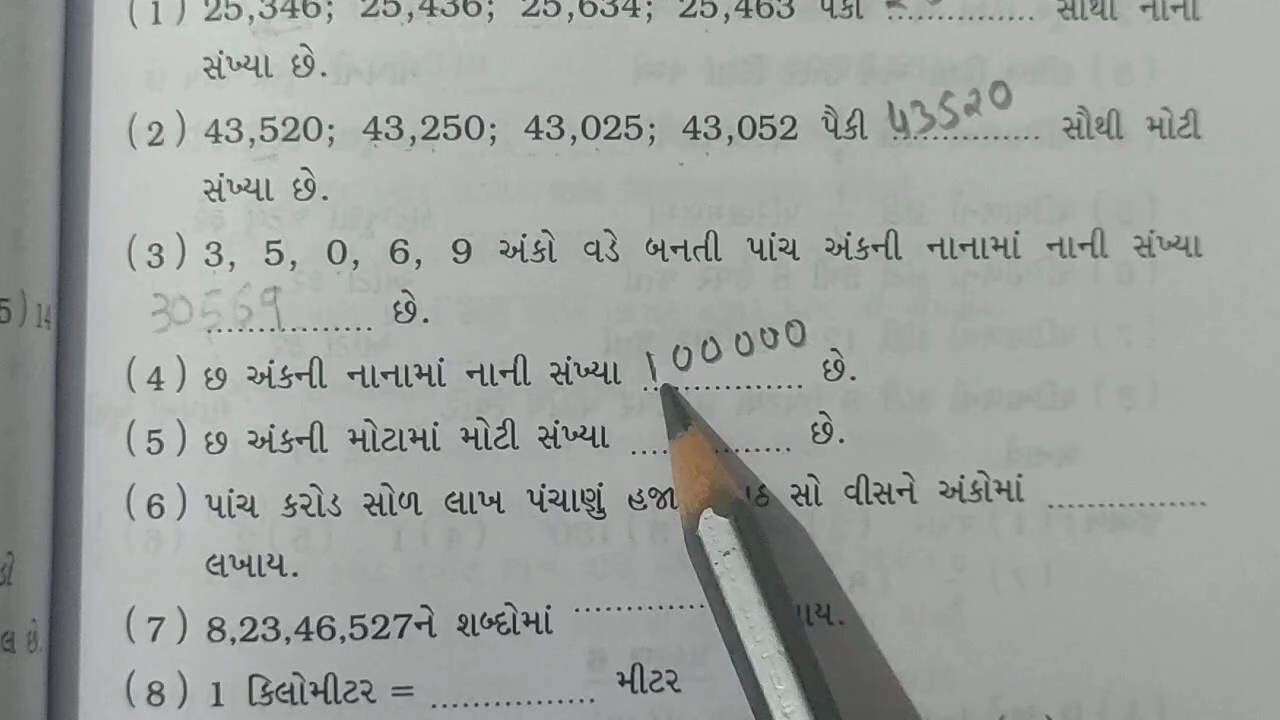 (1) 25,346; 25,436; 25,634; 25,463 પૈકી ............... સૌથી નાની
સંખ્યા છે.
(2) 43,520; 43,250; 43,025; 43,052 પૈકી 43520 સૌથી મોટી
સંખ્યા છે.
(3) 3, 5, 0, 6, 9 અંકો વડે બનતી પાંચ અંકની નાનામાં નાની સંખ્યા
30569 છે.
5) 14
(4) છ અંકની નાનામાં નાની સંખ્યા 100000 છે.
(5) છ અંકની મોટામાં મોટી સંખ્યા ............... છે.
(6) પાંચ કરોડ સોળ લાખ પંચાણું સો વીસને અંકોમાં ...............
લખાય.
(7) 8,23,46,527ને શબ્દોમાં ...............
(8) 1 કિલોમીટર = ............... મીટર
લ છે.